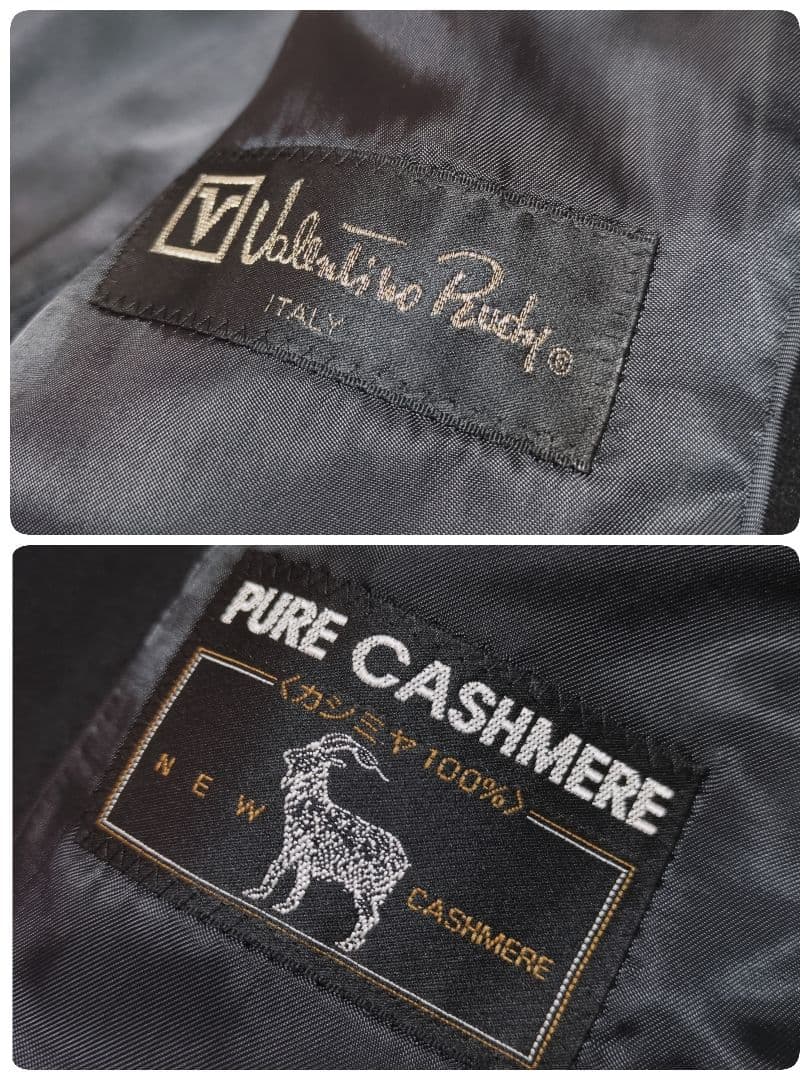 V Valentino Rudy®
ITALY
PURE CASHMERE
〈カシミヤ100%〉
NEW
CASHMERE